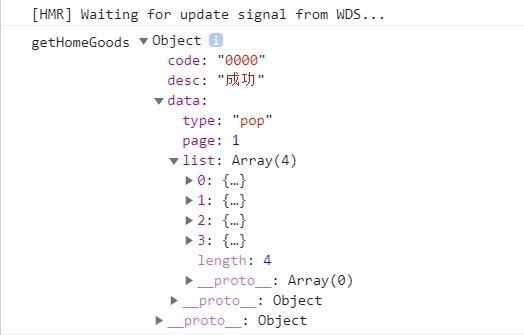 [HMR] Waiting for update signal from WDS...
getHomeGoods ▼Object i
code: "0000"
desc: "成功"
▼data:
type: "pop"
page: 1
▼list: Array(4)
▶0: {…}
▶1: {…}
▶2: {…}
▶3: {…}
length: 4
▶__proto__: Array(0)
▶__proto__: Object
▶__proto__: Object